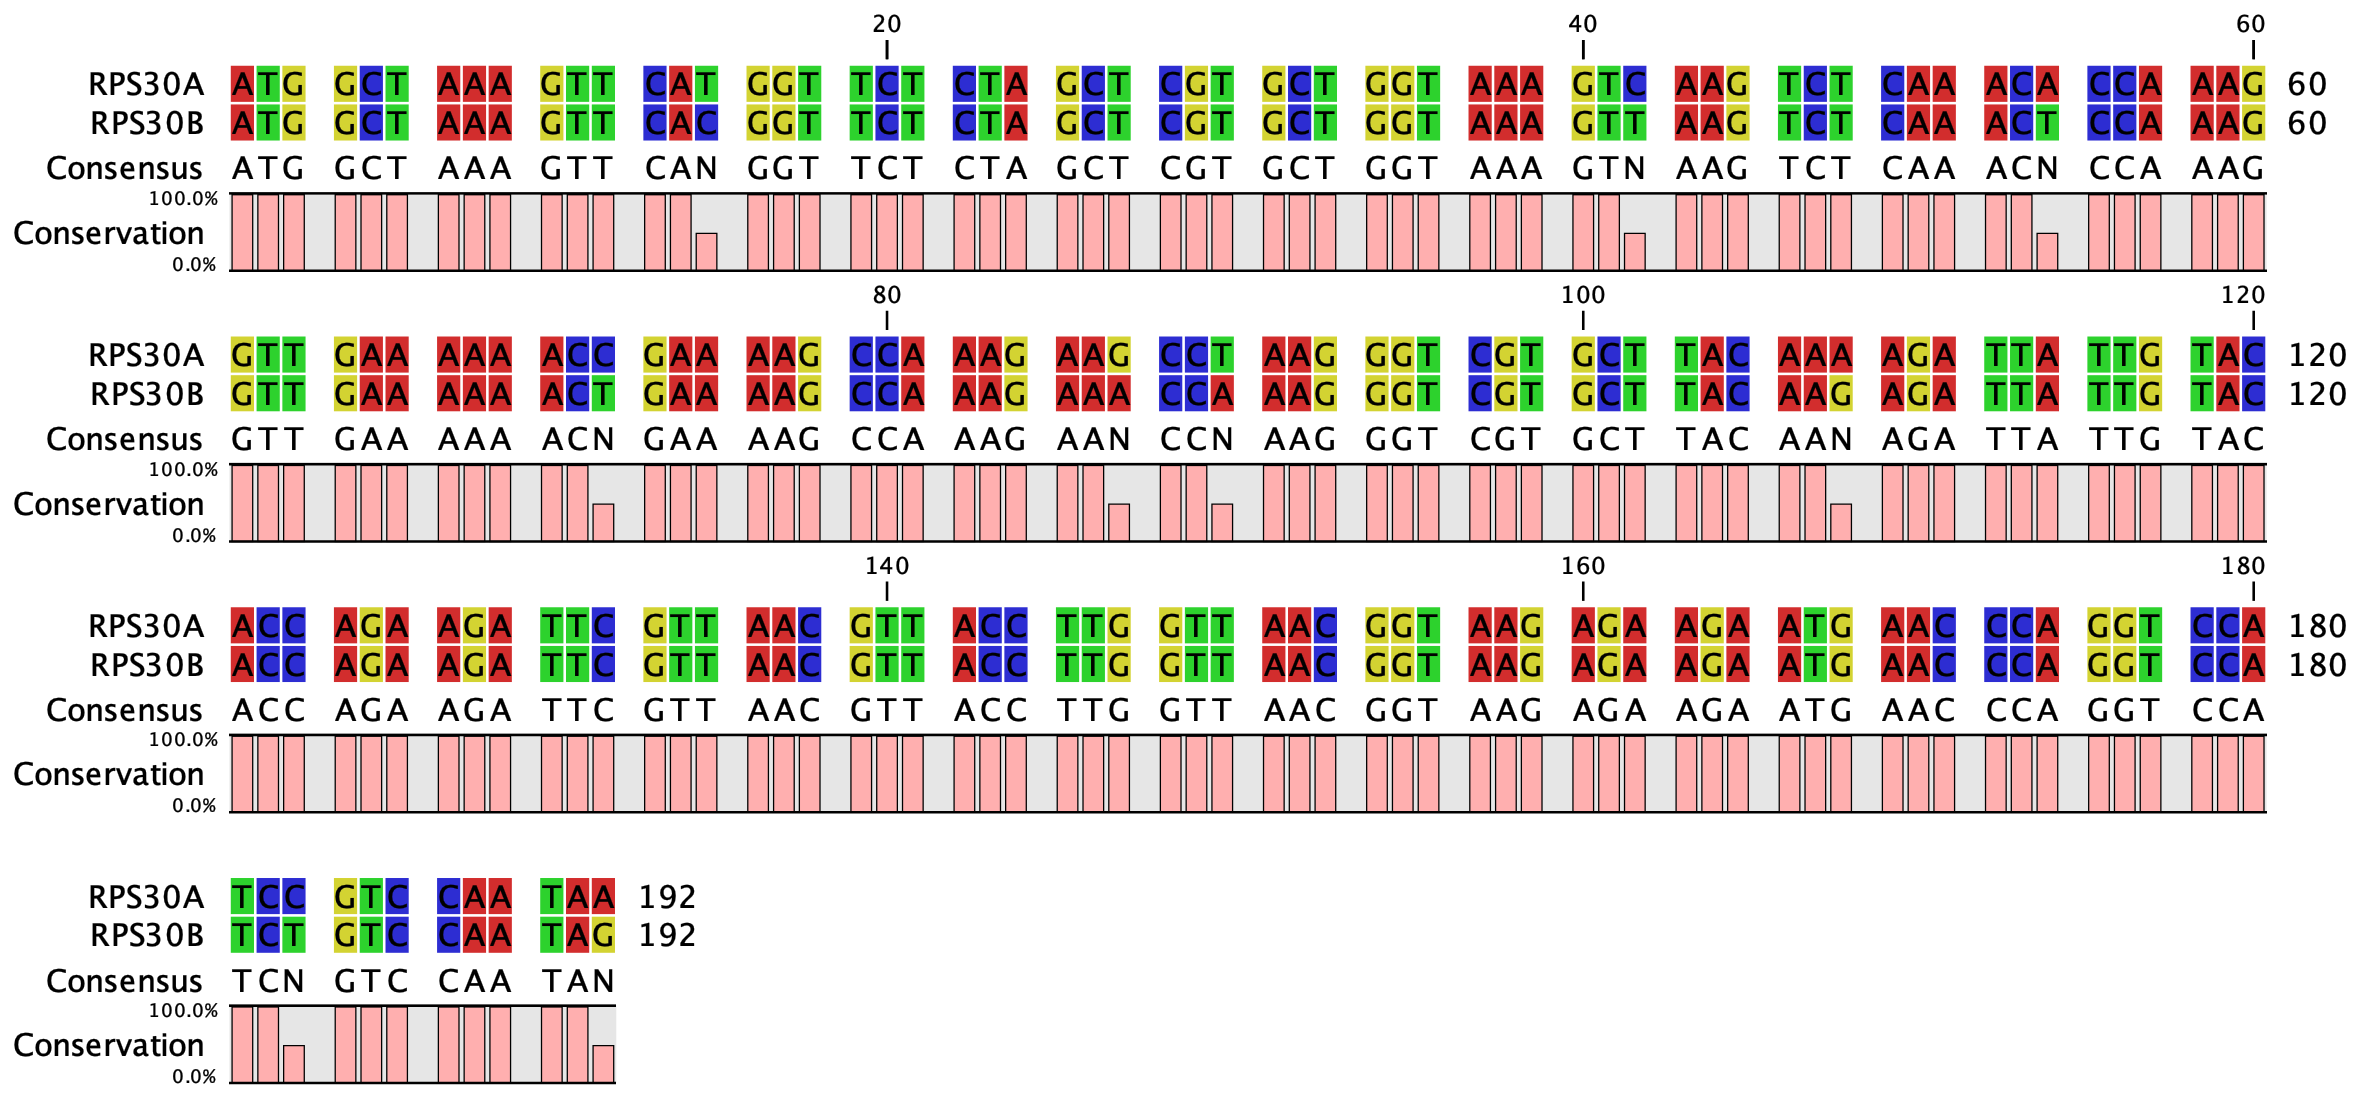 20 40 60
RPS30A ATG GCT AAA GTT CAT GGT TCT CTA GCT CGT GCT GGT AAA GTC AAG TCT CAA ACA CCA AAG 60
RPS30B ATG GCT AAA GTT CAC GGT TCT CTA GCT CGT GCT GGT AAA GTT AAG TCT CAA ACT CCA AAG 60
Consensus ATG GCT AAA GTT CAN GGT TCT CTA GCT CGT GCT GGT AAA GTN AAG TCT CAA ACN CCA AAG
100.0%
Conservation
0.0%
80 100 120
RPS30A GTT GAA AAA ACC GAA AAG CCA AAG AAG CCT AAG GGT CGT GCT TAC AAA AGA TTA TTG TAC 120
RPS30B GTT GAA AAA ACT GAA AAG CCA AAG AAA CCA AAG GGT CGT GCT TAC AAG AGA TTA TTG TAC 120
Consensus GTT GAA AAA ACN GAA AAG CCA AAG AAN CCN AAG GGT CGT GCT TAC AAN AGA TTA TTG TAC
100.0%
Conservation
0.0%
140 160 180
RPS30A ACC AGA AGA TTC GTT AAC GTT ACC TTG GTT AAC GGT AAG AGA AGA ATG AAC CCA GGT CCA 180
RPS30B ACC AGA AGA TTC GTT AAC GTT ACC TTG GTT AAC GGT AAG AGA AGA ATG AAC CCA GGT CCA 180
Consensus ACC AGA AGA TTC GTT AAC GTT ACC TTG GTT AAC GGT AAG AGA AGA ATG AAC CCA GGT CCA
100.0%
Conservation
0.0%
RPS30A TCC GTC CAA TAA 192
RPS30B TCT GTC CAA TAG 192
Consensus TCN GTC CAA TAN
100.0%
Conservation
0.0%